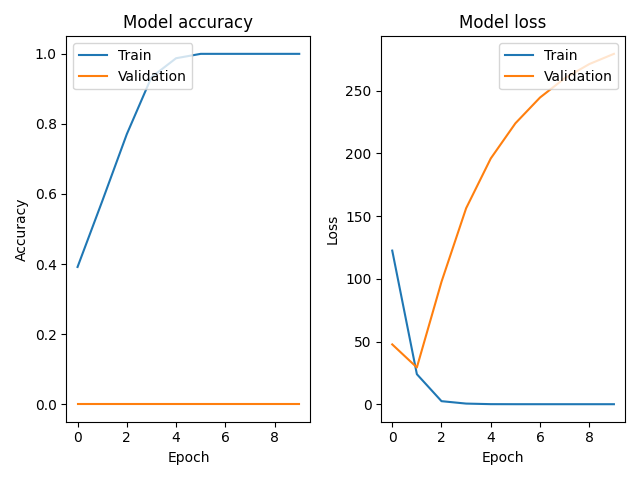 Model accuracy
Train
Validation
1.0
0.8
0.6
0.4
0.2
0.0
Accuracy
0 2 4 6 8
Epoch
Model loss
Train
Validation
250
200
150
100
50
0
Loss
0 2 4 6 8
Epoch